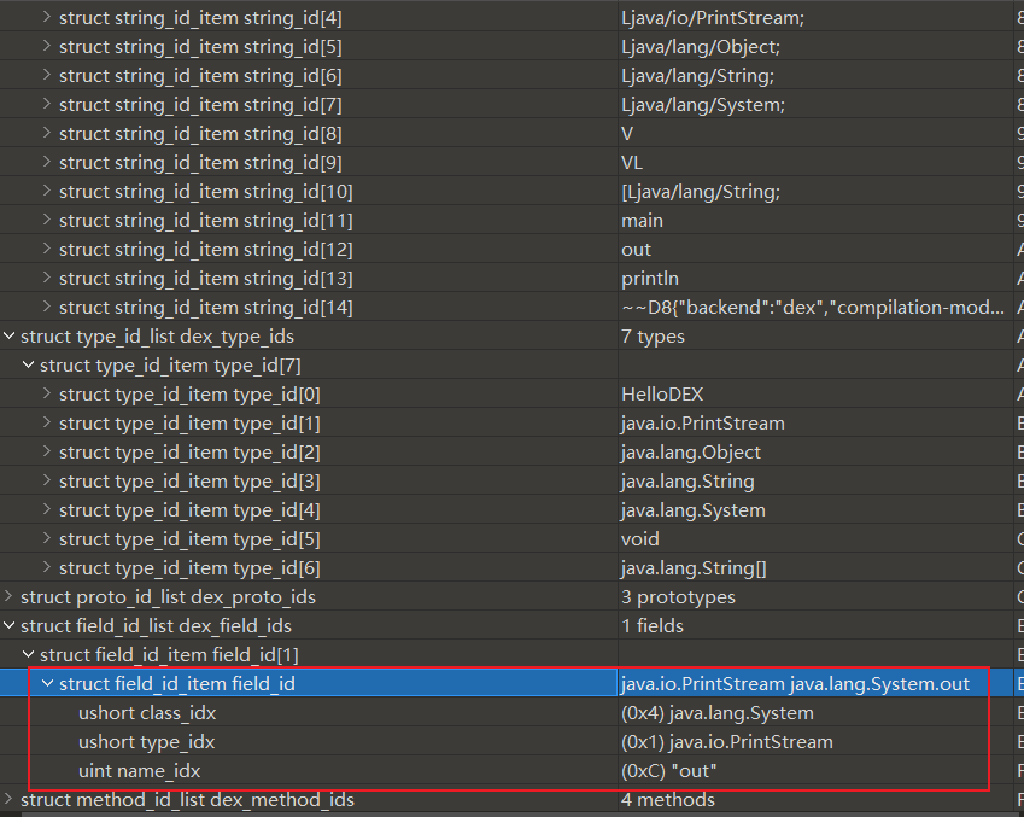 struct string_id_item string_id[4] Ljava/io/PrintStream; 8
struct string_id_item string_id[5] Ljava/lang/Object; 8
struct string_id_item string_id[6] Ljava/lang/String; 8
struct string_id_item string_id[7] Ljava/lang/System; 8
struct string_id_item string_id[8] V 9
struct string_id_item string_id[9] VL 9
struct string_id_item string_id[10] [Ljava/lang/String; 9
struct string_id_item string_id[11] main 9
struct string_id_item string_id[12] out
struct string_id_item string_id[13] println
struct string_id_item string_id[14] ~~D8{"backend":"dex","compilation-mod...
struct type_id_list dex_type_ids 7 types
struct type_id_item type_id[7]
struct type_id_item type_id[0] HelloDEX
struct type_id_item type_id[1] java.io.PrintStream
struct type_id_item type_id[2] java.lang.Object
struct type_id_item type_id[3] java.lang.String
struct type_id_item type_id[4] java.lang.System
struct type_id_item type_id[5] void
struct type_id_item type_id[6] java.lang.String[]
struct proto_id_list dex_proto_ids 3 prototypes
struct field_id_list dex_field_ids 1 fields
struct field_id_item field_id[1]
struct field_id_item field_id java.io.PrintStream java.lang.System.out
ushort class_idx (0x4) java.lang.System
ushort type_idx (0x1) java.io.PrintStream
uint name_idx (0xC) "out"
struct method_id_list dex_method_ids 4 methods